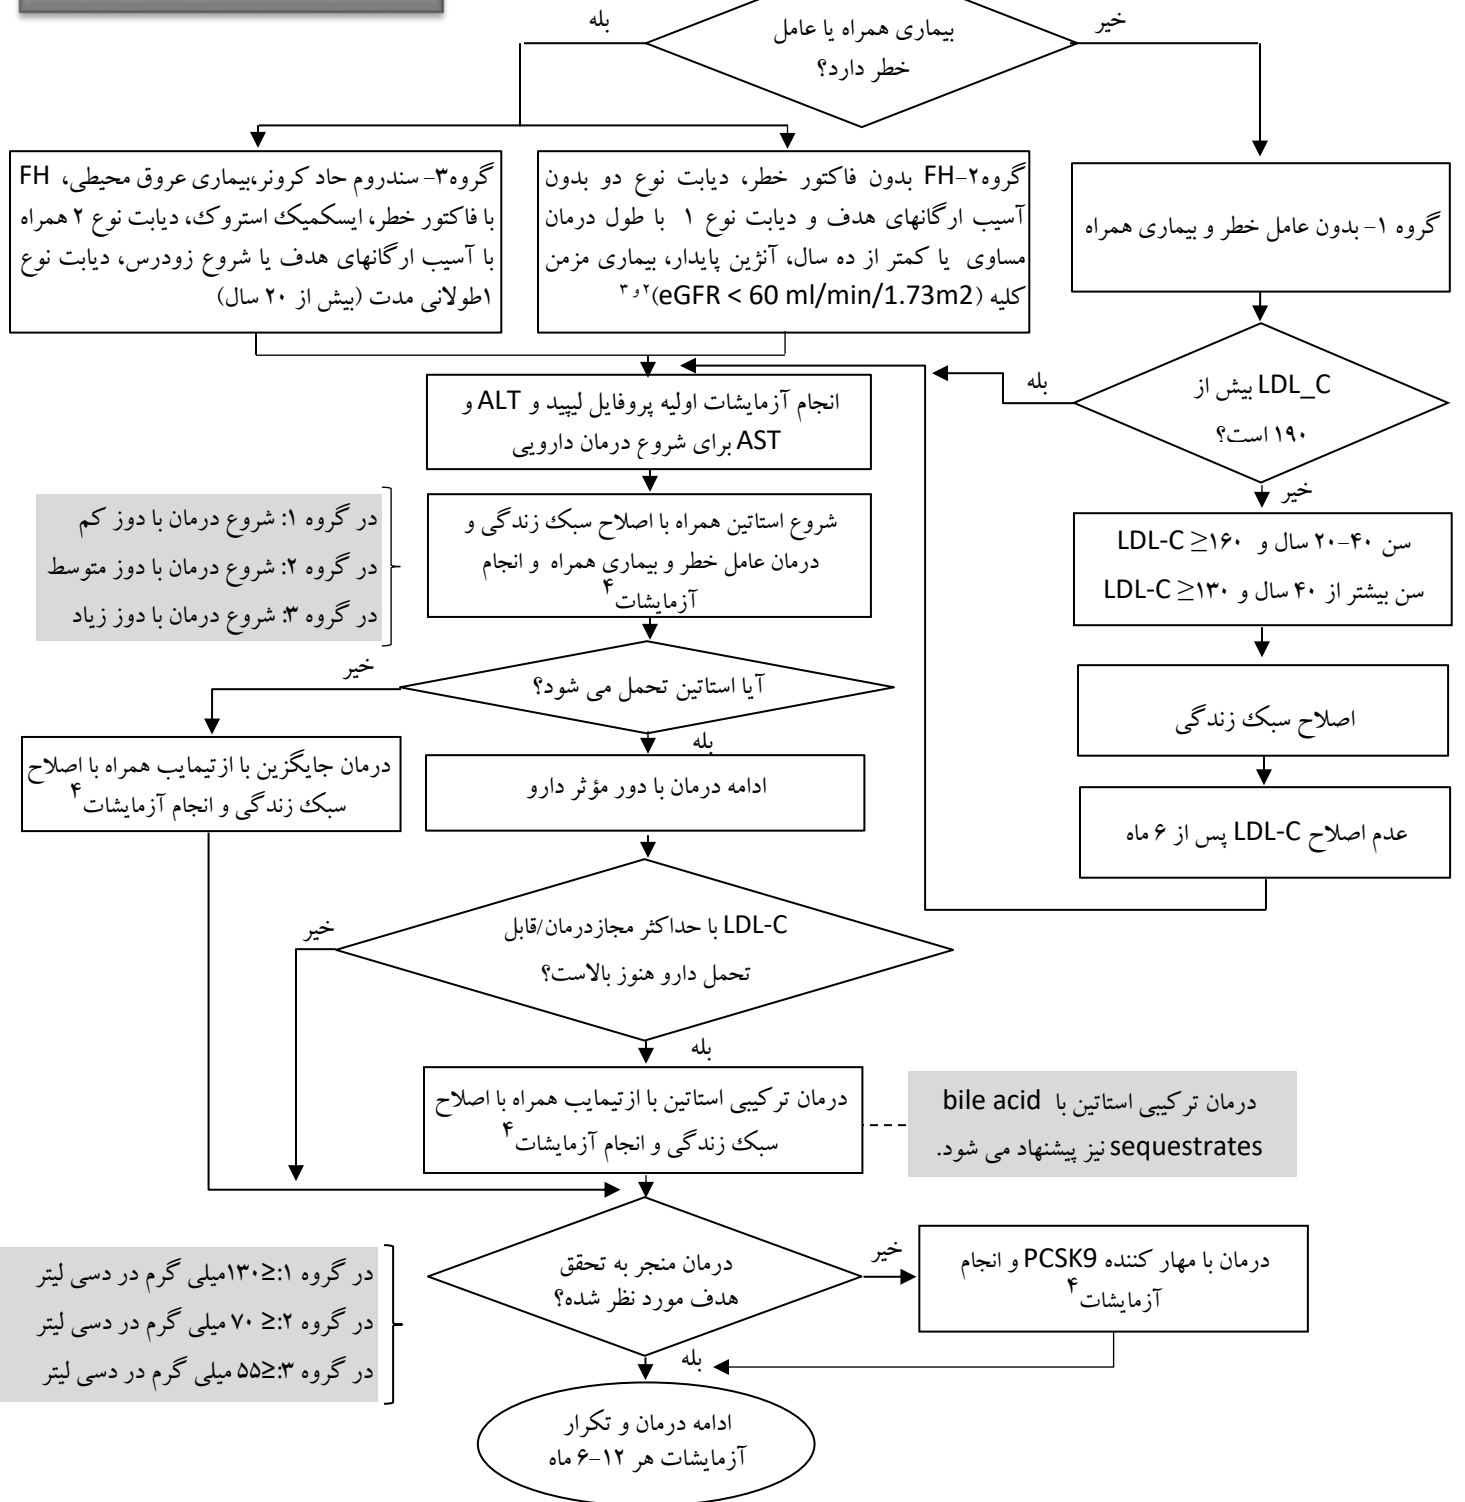 بیماری همراه یا عامل
خطر دارد؟
بله
خیر
گروه ۱- بدون عامل خطر و بیماری همراه
گروه۲-FH بدون فاکتور خطر، دیابت نوع دو بدون
آسیب ارگانهای هدف و دیابت نوع ۱ با طول درمان
مساوی یا کمتر از ده سال، آنژین پایدار، بیماری مزمن
کلیه (eGFR < 60 ml/min/1.73m2)۲ و ۳
گروه۳- سندروم حاد کرونر،بیماری عروق محیطی، FH
با فاکتور خطر، ایسکمیک استروک، دیابت نوع ۲ همراه
با آسیب ارگانهای هدف یا شروع زودرس، دیابت نوع
۱طولانی مدت (بیش از ۲۰ سال)
LDL_C بیش از
۱۹۰ است؟
بله
خیر
سن ۴۰-۲۰ سال و LDL-C ≥۱۶۰
سن بیشتر از ۴۰ سال و LDL-C ≥۱۳۰
اصلاح سبک زندگی
عدم اصلاح LDL-C پس از ۶ ماه
انجام آزمایشات اولیه پروفایل لیپید و ALT و
AST برای شروع درمان دارویی
شروع استاتین همراه با اصلاح سبک زندگی و
درمان عامل خطر و بیماری همراه و انجام
آزمایشات۴
در گروه ۱: شروع درمان با دوز کم
در گروه ۲: شروع درمان با دوز متوسط
در گروه ۳: شروع درمان با دوز زیاد
آیا استاتین تحمل می شود؟
خیر
بله
درمان جایگزین با ازتیمایب همراه با اصلاح
سبک زندگی و انجام آزمایشات۴
ادامه درمان با دور مؤثر دارو
LDL-C با حداکثر مجازدرمان/قابل
تحمل دارو هنوز بالاست؟
خیر
بله
درمان ترکیبی استاتین با ازتیمایب همراه با اصلاح
سبک زندگی و انجام آزمایشات۴
درمان ترکیبی استاتین با bile acid
sequestrates نیز پیشنهاد می شود.
درمان منجر به تحقق
هدف مورد نظر شده؟
خیر
بله
درمان با مهار کننده PCSK9 و انجام
آزمایشات۴
در گروه ۱:≤۱۳۰میلی گرم در دسی لیتر
در گروه ۲:≤ ۷۰ میلی گرم در دسی لیتر
در گروه ۳:≤۵۵ میلی گرم در دسی لیتر
ادامه درمان و تکرار
آزمایشات هر ۱۲-۶ ماه